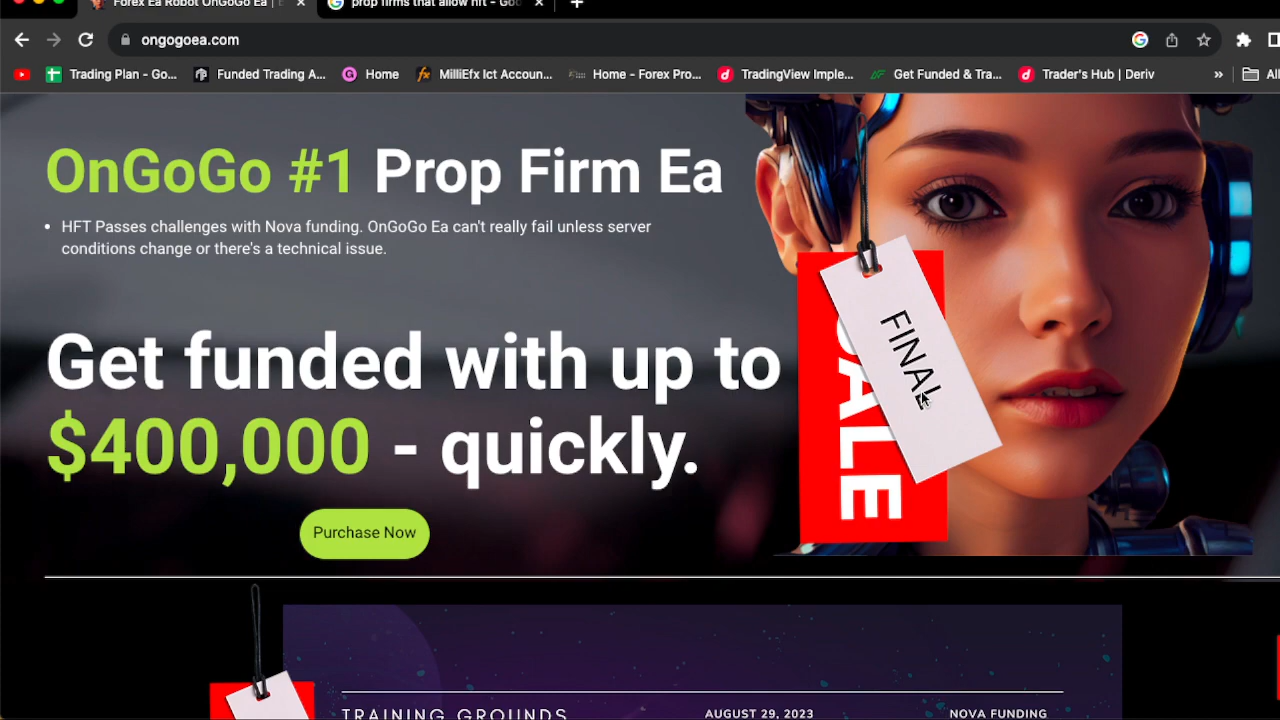 Forex Ea Robot OnGoGo Ea |
prop firms that allow hft - Goo
ongogoea.com
Trading Plan - Go...
Funded Trading A...
Home
MilliEfx Ict Accoun...
Home - Forex Pro...
TradingView Imple...
Get Funded & Tra...
Trader's Hub | Deriv
»
All
OnGoGo #1 Prop Firm Ea
• HFT Passes challenges with Nova funding. OnGoGo Ea can't really fail unless server
conditions change or there's a technical issue.
Get funded with up to
$400,000 - quickly.
Purchase Now
FINAL
SALE
TRAINING GROUNDS
AUGUST 29, 2023
NOVA FUNDING